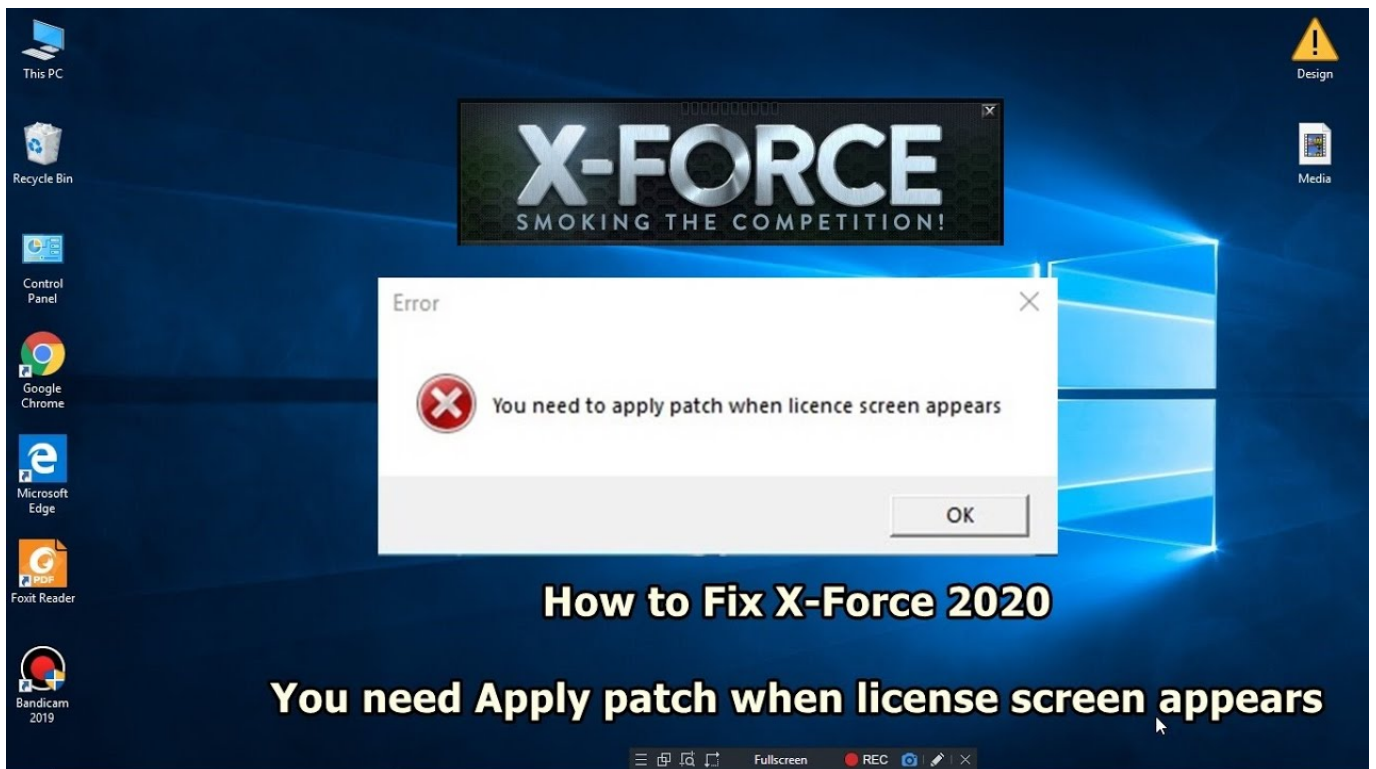 This PC
Recycle Bin
Control
Panel
Google
Chrome
Microsoft
Edge
PDF
Foxit Reader
Bandicam
2019
Design
Media
X-FORCE
SMOKING THE COMPETITION!
Error
You need to apply patch when licence screen appears
OK
How to Fix X-Force 2020
You need Apply patch when license screen appears
Fullscreen
REC